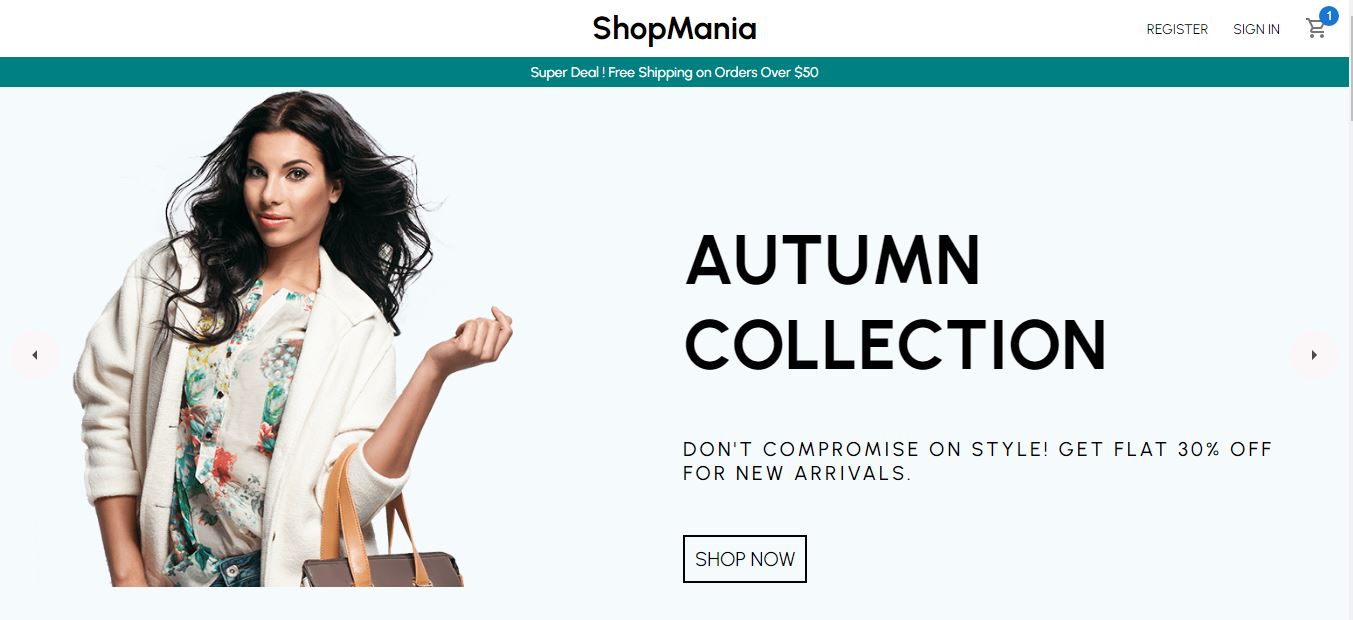 ShopMania
REGISTER
SIGN IN
1
Super Deal ! Free Shipping on Orders Over $50
AUTUMN
COLLECTION
DON'T COMPROMISE ON STYLE! GET FLAT 30% OFF
FOR NEW ARRIVALS.
SHOP NOW